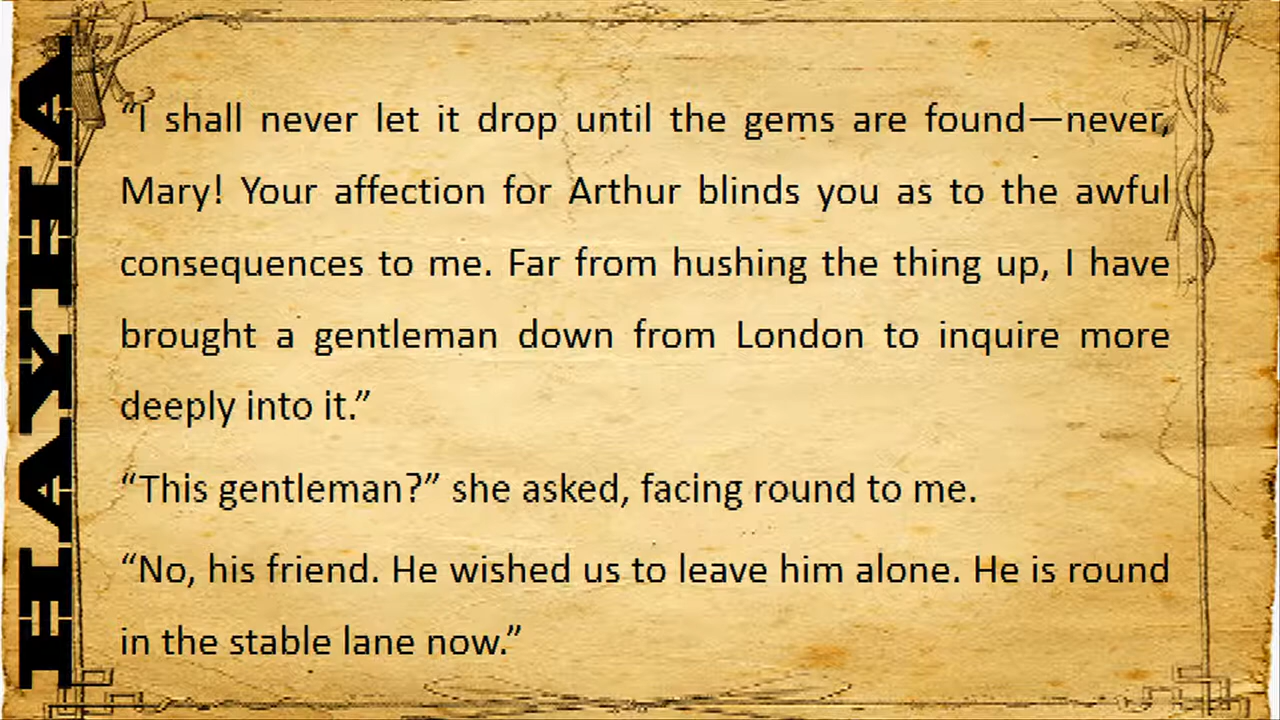 HAYHA
“I shall never let it drop until the gems are found—never,
Mary! Your affection for Arthur blinds you as to the awful
consequences to me. Far from hushing the thing up, I have
brought a gentleman down from London to inquire more
deeply into it.”
“This gentleman?” she asked, facing round to me.
“No, his friend. He wished us to leave him alone. He is round
in the stable lane now.”